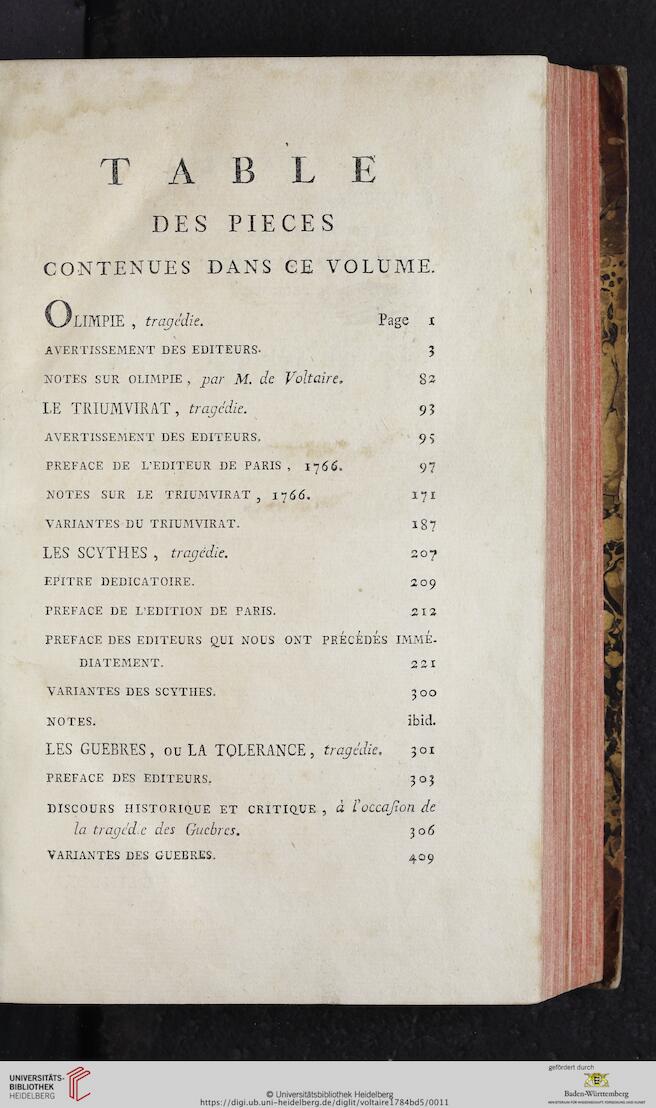 TABLE
DES PIECES
CONTENUES DANS CE VOLUME.
OLIMPIE , tragédie. Page 1
AVERTISSEMENT DES EDITEURS. 3
NOTES SUR OLIMPIE , par M. de Voltaire. 82
LE TRIUMVIRAT , tragédie. 93
AVERTISSEMENT DES EDITEURS. 95
PREFACE DE L'EDITEUR DE PARIS , 1766. 97
NOTES SUR LE TRIUMVIRAT , 1766. 171
VARIANTES DU TRIUMVIRAT. 187
LES SCYTHES , tragédie. 207
EPITRE DEDICATOIRE. 209
PREFACE DE L'EDITION DE PARIS. 212
PREFACE DES EDITEURS QUI NOUS ONT PRÉCÉDÉS IMMÉ-
DIATEMENT. 221
VARIANTES DES SCYTHES. 300
NOTES. ibid.
LES GUEBRES , ou LA TOLERANCE , tragédie. 301
PREFACE DES EDITEURS. 303
DISCOURS HISTORIQUE ET CRITIQUE , à l'occaſion de
la tragédie des Guebres. 306
VARIANTES DES GUEBRES. 409
UNIVERSITÄTS-
BIBLIOTHEK
HEIDELBERG
© Universitätsbibliothek Heidelberg
https://digi.ub.uni-heidelberg.de/diglit/voltaire1784bd5/0011
gefördert durch
Baden-Württemberg
MINISTERIUM FÜR WISSENSCHAFT, FORSCHUNG UND KUNST